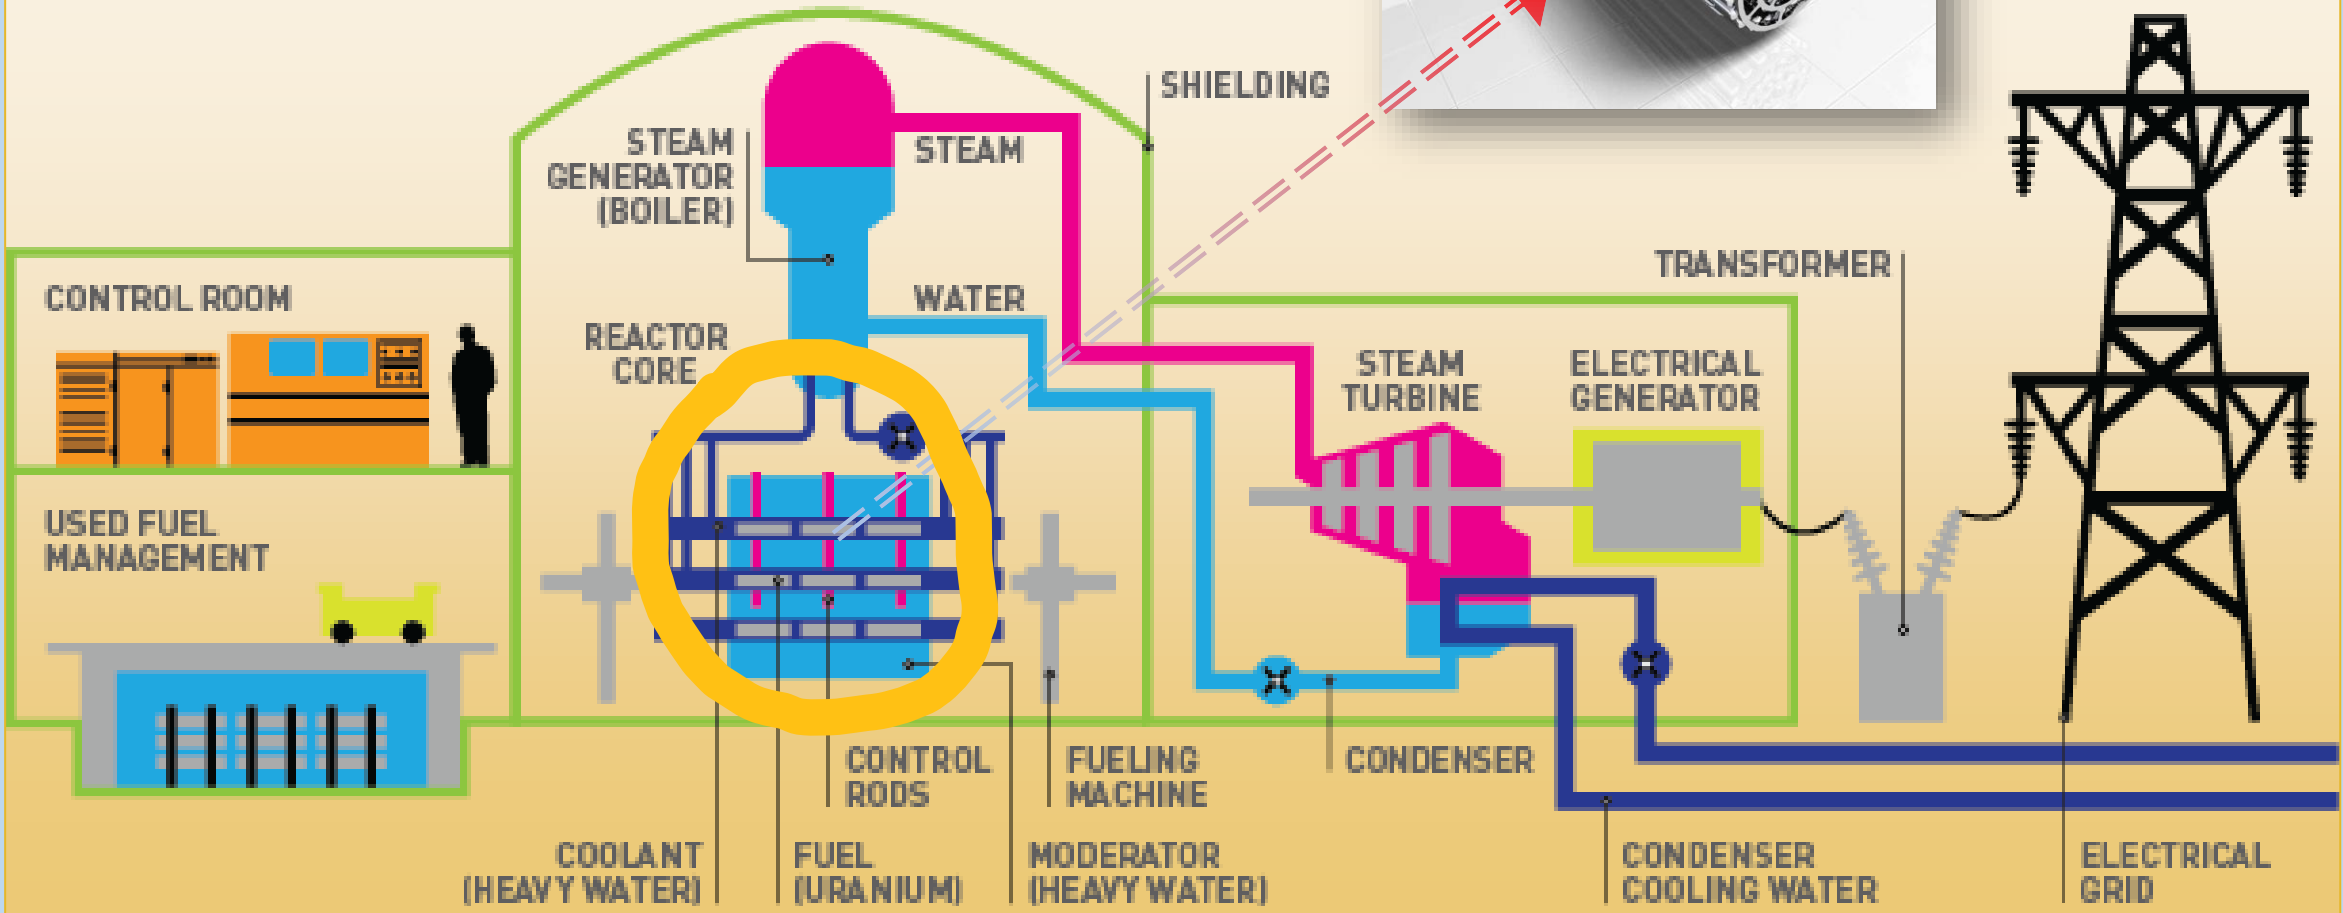 SHIELDING
STEAM
GENERATOR
(BOILER)
STEAM
TRANSFORMER
CONTROL ROOM
WATER
REACTOR
CORE
STEAM
TURBINE
ELECTRICAL
GENERATOR
USED FUEL
MANAGEMENT
CONTROL
RODS
FUELING
MACHINE
CONDENSER
COOLANT
(HEAVY WATER)
FUEL
(URANIUM)
MODERATOR
(HEAVY WATER)
CONDENSER
COOLING WATER
ELECTRICAL
GRID